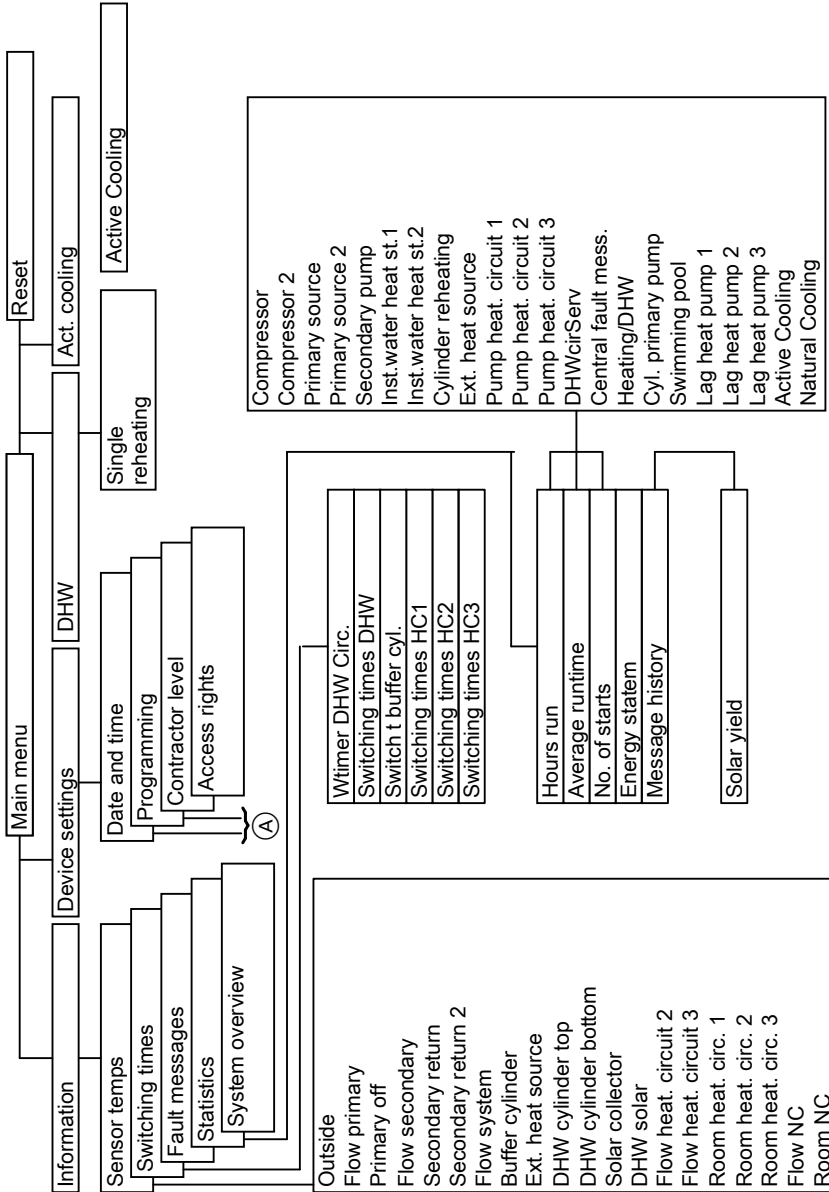 Main menu
Reset
Information
Device settings
DHW
Act. cooling
Sensor temps
Switching times
Fault messages
Statistics
System overview
Date and time
Programming
Contractor level
Access rights
A
Single
reheating
Active Cooling
Outside
Flow primary
Primary off
Flow secondary
Secondary return
Secondary return 2
Flow system
Buffer cylinder
Ext. heat source
DHW cylinder top
DHW cylinder bottom
Solar collector
DHW solar
Flow heat. circuit 2
Flow heat. circuit 3
Room heat. circ. 1
Room heat. circ. 2
Room heat. circ. 3
Flow NC
Room NC
Wtimer DHW Circ.
Switching times DHW
Switch t buffer cyl.
Switching times HC1
Switching times HC2
Switching times HC3
Hours run
Average runtime
No. of starts
Energy statem
Message history
Solar yield
Compressor
Compressor 2
Primary source
Primary source 2
Secondary pump
Inst.water heat st.1
Inst.water heat st.2
Cylinder reheating
Ext. heat source
Pump heat. circuit 1
Pump heat. circuit 2
Pump heat. circuit 3
DHWcirServ
Central fault mess.
Heating/DHW
Cyl. primary pump
Swimming pool
Lag heat pump 1
Lag heat pump 2
Lag heat pump 3
Active Cooling
Natural Cooling